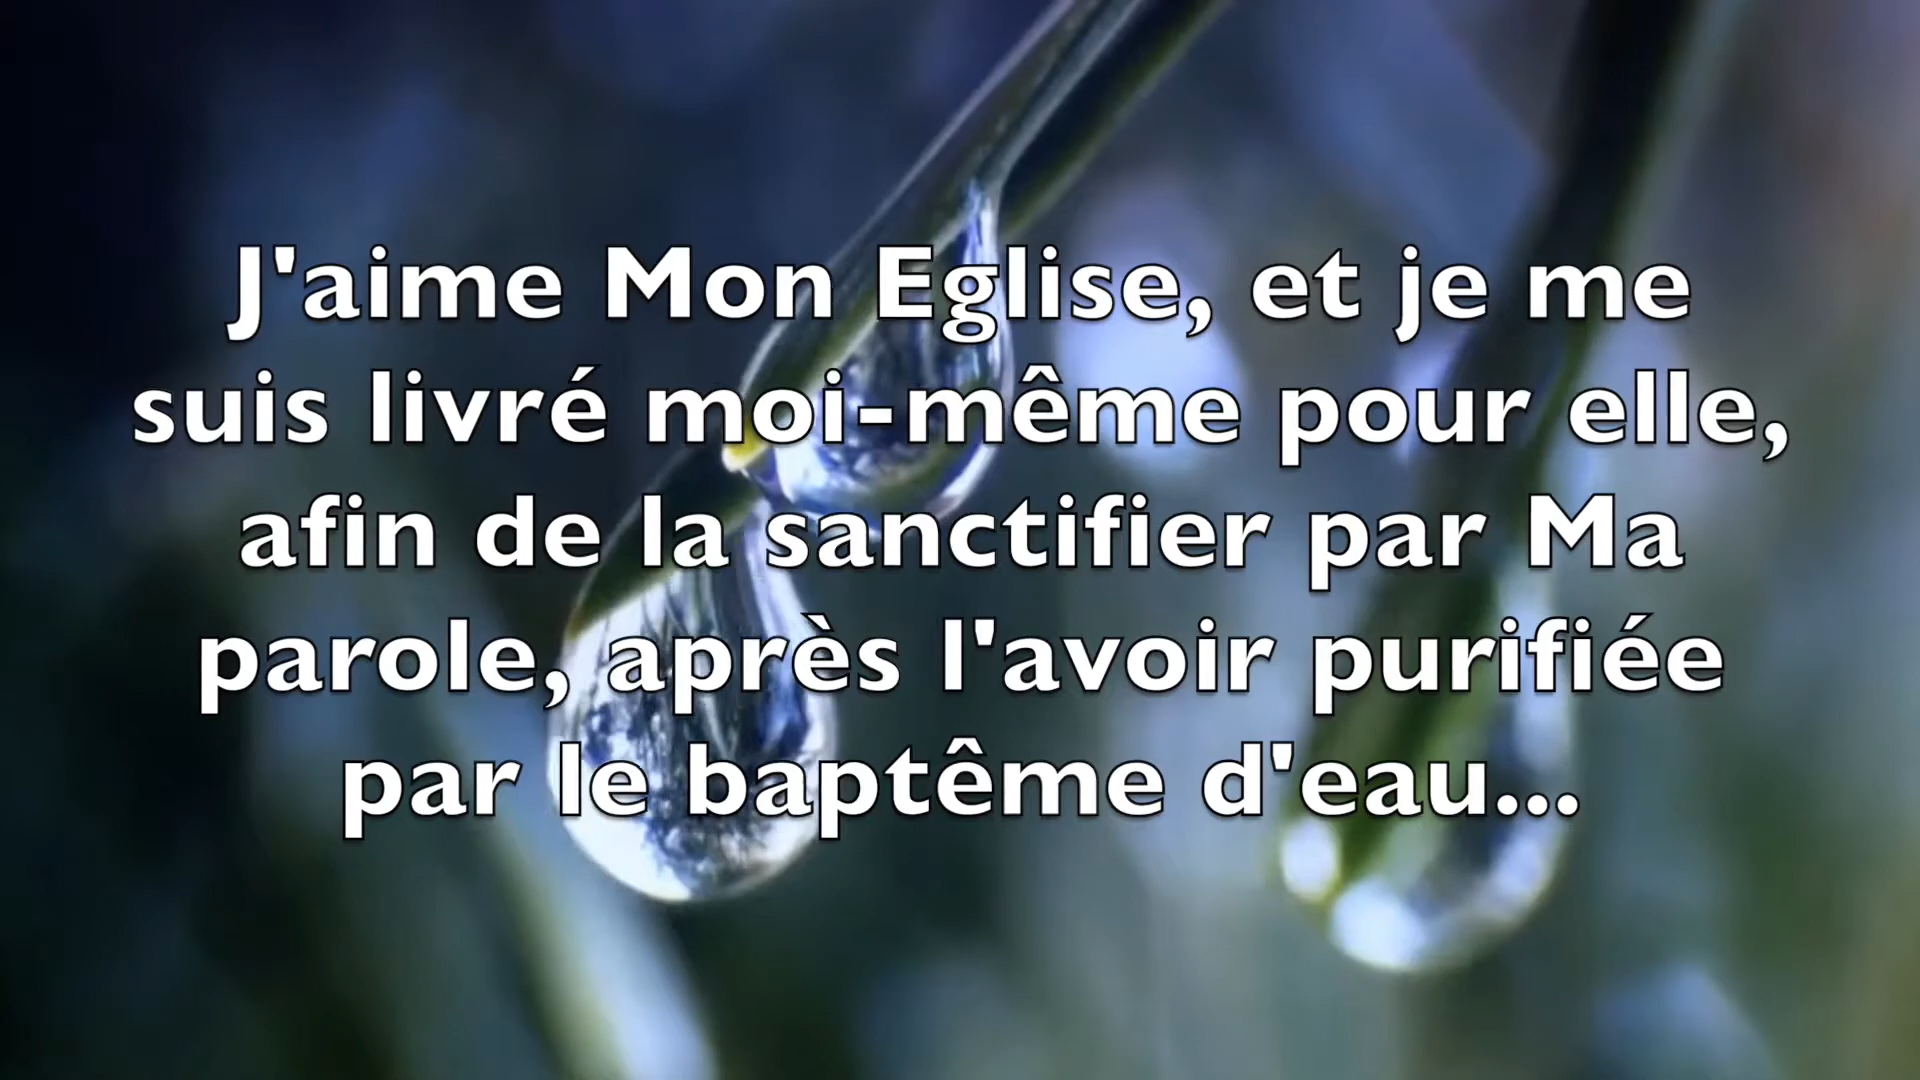 J'aime Mon Eglise, et je me
suis livré moi-même pour elle,
afin de la sanctifier par Ma
parole, après l'avoir purifiée
par le baptême d'eau...